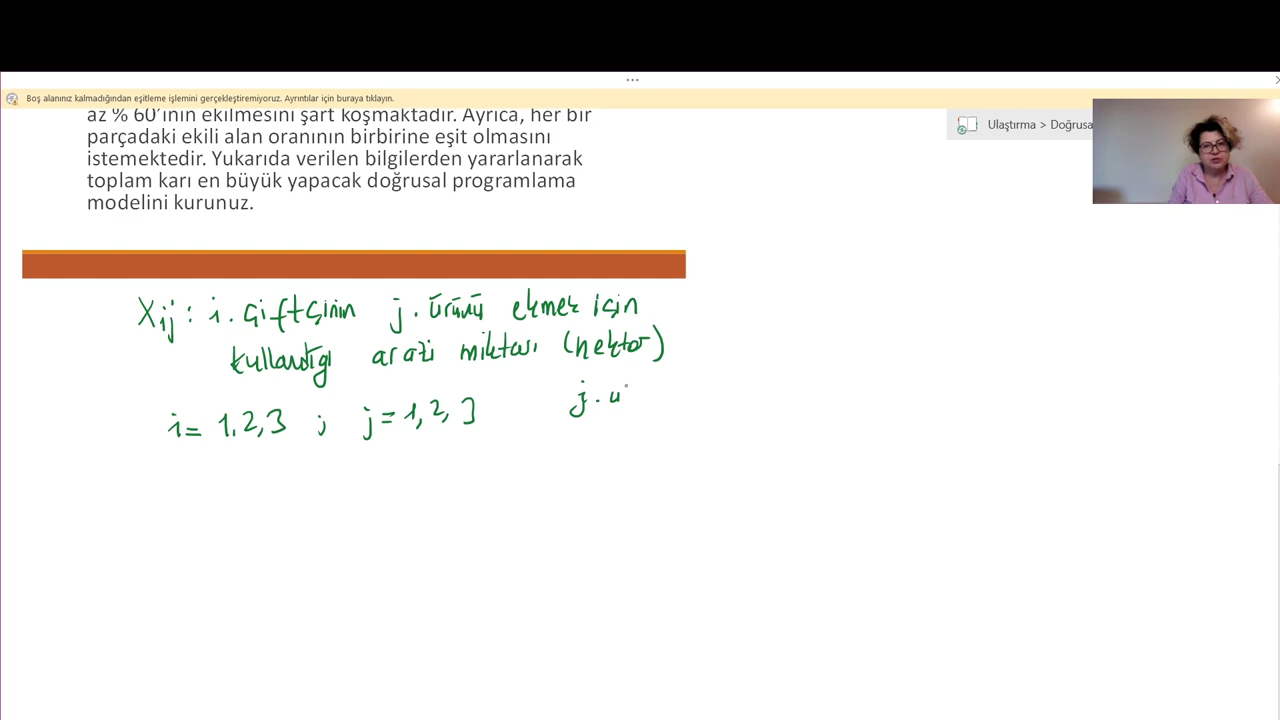 Boş alanınız kalmadığından eşitleme işlemini gerçekleştiremiyoruz. Ayrıntılar için buraya tıklayın.
az % 60’ının ekilmesini şart koşmaktadır. Ayrıca, her bir
parçadaki ekili alan oranının birbirine eşit olmasını
istemektedir. Yukarıda verilen bilgilerden yararlanarak
toplam karı en büyük yapacak doğrusal programlama
modelini kurunuz.
Ulaştırma > Doğrusa
Xij : i. çiftçinin j. ürünü ekmek için
kullandığı arazi miktarı (hektar)
i= 1,2,3 ; j=1,2,3
j. ü